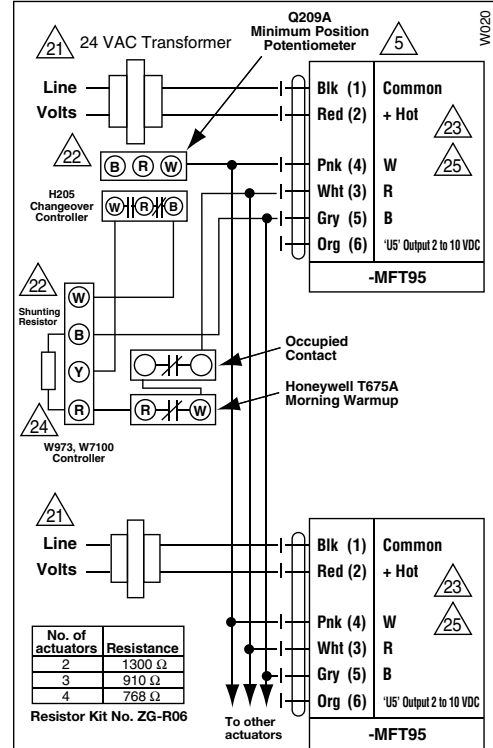 W020
21 24 VAC Transformer
Q209A
Minimum Position
Potentiometer
5
Line
Volts
Blk (1) Common
Red (2) + Hot
23
Pnk (4) W
25
Wht (3) R
Gry (5) B
Org (6) 'U5' Output 2 to 10 VDC
-MFT95
22
B R W
H205
Changeover
Controller
W R B
22
Shunting
Resistor
W
B
Y
R
24
W973, W7100
Controller
Occupied
Contact
Honeywell T675A
Morning Warmup
R W
21
Line
Volts
Blk (1) Common
Red (2) + Hot
23
Pnk (4) W
25
Wht (3) R
Gry (5) B
Org (6) 'U5' Output 2 to 10 VDC
-MFT95
No. of
actuators Resistance
2 1300 Ω
3 910 Ω
4 768 Ω
Resistor Kit No. ZG-R06
To other
actuators